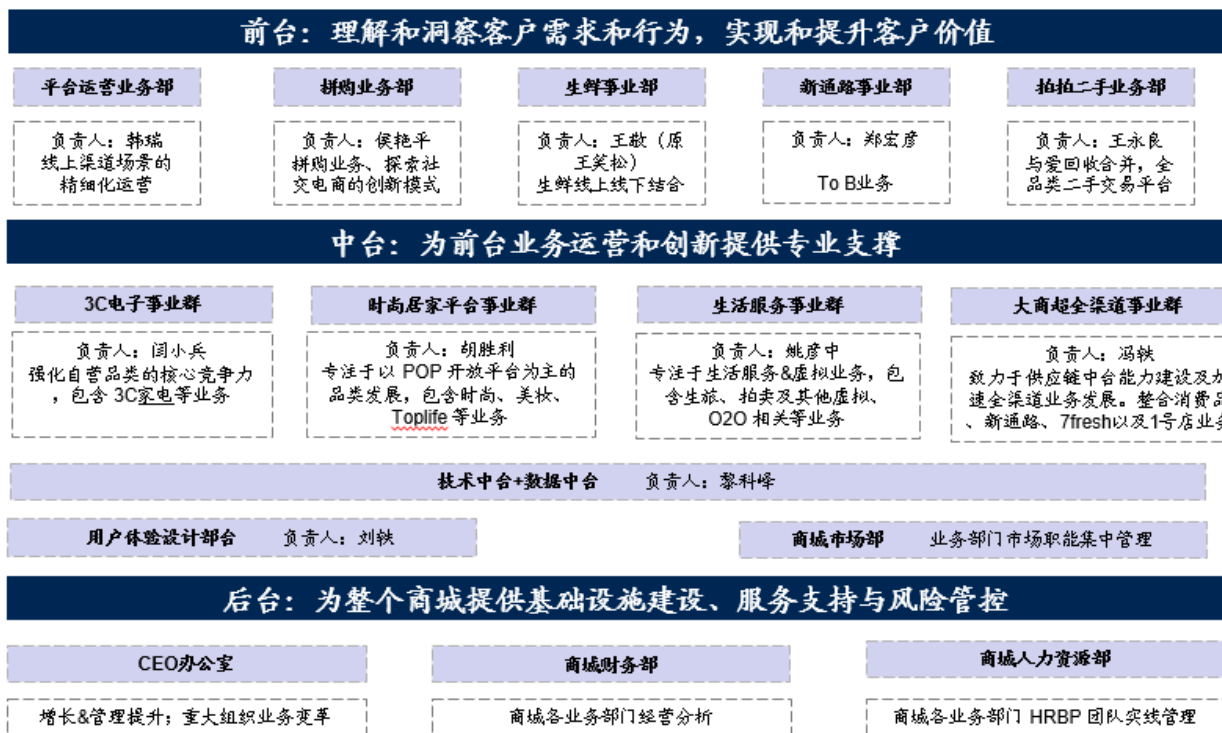 前台：理解和洞察客户需求和行为，实现和提升客户价值
平台运营业务部
拼购业务部
生鲜事业部
新通路事业部
拍拍二手业务部
负责人：韩瑞
线上渠道场景的
精细化运营
负责人：侯艳平
拼购业务、探索社
交电商的创新模式
负责人：王敬（原
王笑松）
生鲜线上线下结合
负责人：郑宏彦
To B业务
负责人：王永良
与爱回收合并，全
品类二手交易平台
中台：为前台业务运营和创新提供专业支撑
3C电子事业群
时尚居家平台事业群
生活服务事业群
大商超全渠道事业群
负责人：闫小兵
强化自营品类的核心竞争力
，包含 3C家电等业务
负责人：胡胜利
专注于以 POP 开放平台为主的
品类发展，包含时尚、美妆、
Toplife 等业务
负责人：姚彦中
专注于生活服务&虚拟业务，包
含生旅、拍卖及其他虚拟、
O2O 相关等业务
负责人：冯轶
致力于供应链中台能力建设及加
速全渠道业务发展。整合消费品
、新通路、7fresh以及1号店业务
技术中台+数据中台 负责人：黎科峰
用户体验设计部台 负责人：刘轶
商城市场部 业务部门市场职能集中管理
后台：为整个商城提供基础设施建设、服务支持与风险管控
CEO办公室
商城财务部
商城人力资源部
增长&管理提升；重大组织业务变革
商城各业务部门经营分析
商城各业务部门 HRBP 团队实线管理